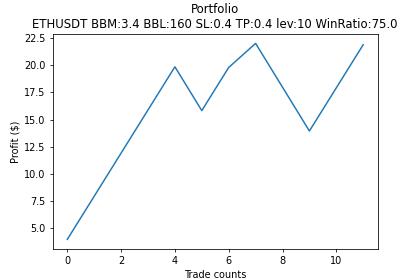 Portfolio
ETHUSDT BBM:3.4 BBL:160 SL:0.4 TP:0.4 lev:10 WinRatio:75.0
22.5
20.0
17.5
15.0
12.5
10.0
7.5
5.0
Profit ($)
0 2 4 6 8 10
Trade counts